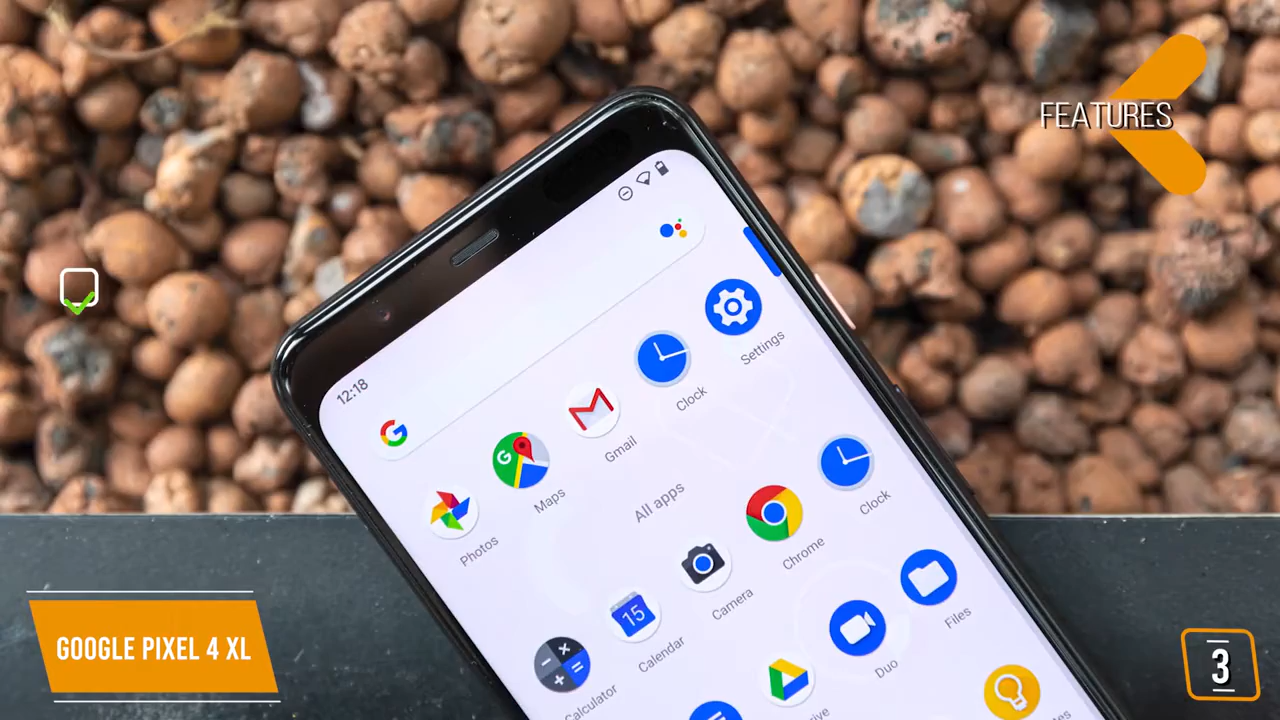 FEATURES
12:18
Photos
Maps
Gmail
Clock
Settings
All apps
Calculator
15
Calendar
Camera
Chrome
Clock
Duo
Files
GOOGLE PIXEL 4 XL
3